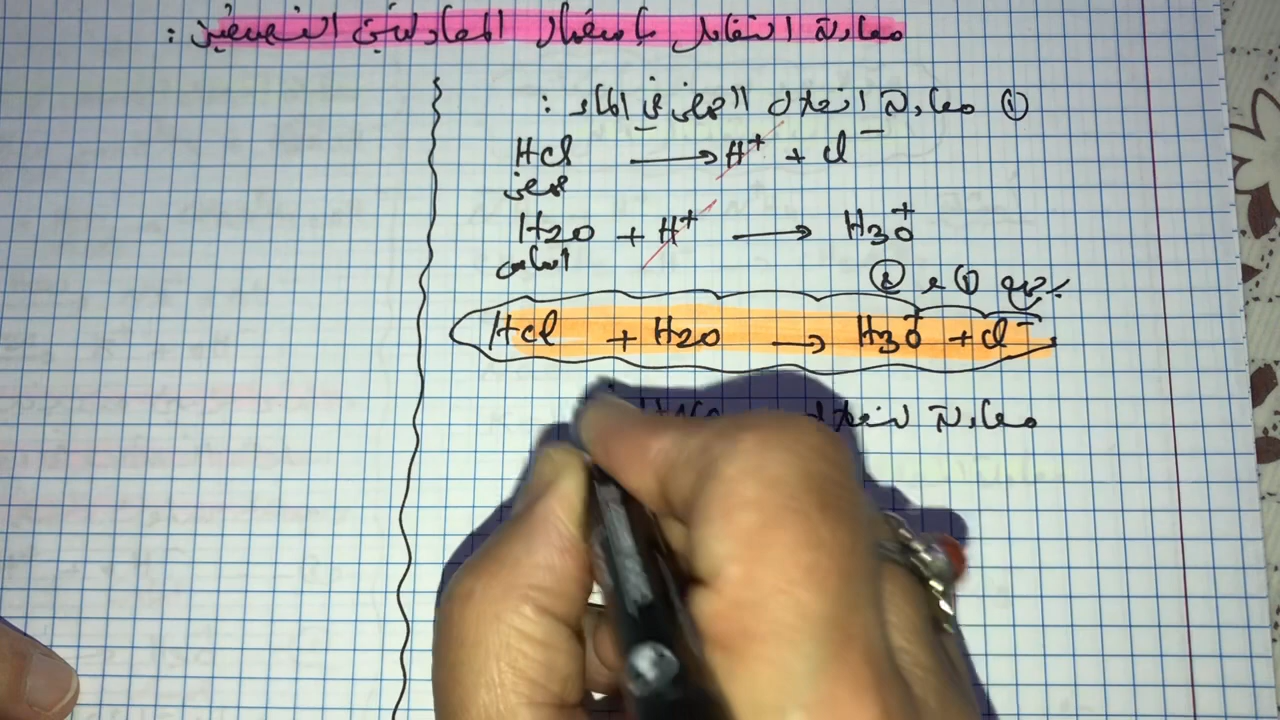 معادلة التفاعل باستعمال المعادلتين النصفيتين :
① معادلة انحلال الحمض في الماء :
HCl → H+ + Cl-
حمض
H2O + H+ → H3O+
أساس
بجمع ① و ②
HCl + H2O → H3O+ + Cl-
معادلة انحلال